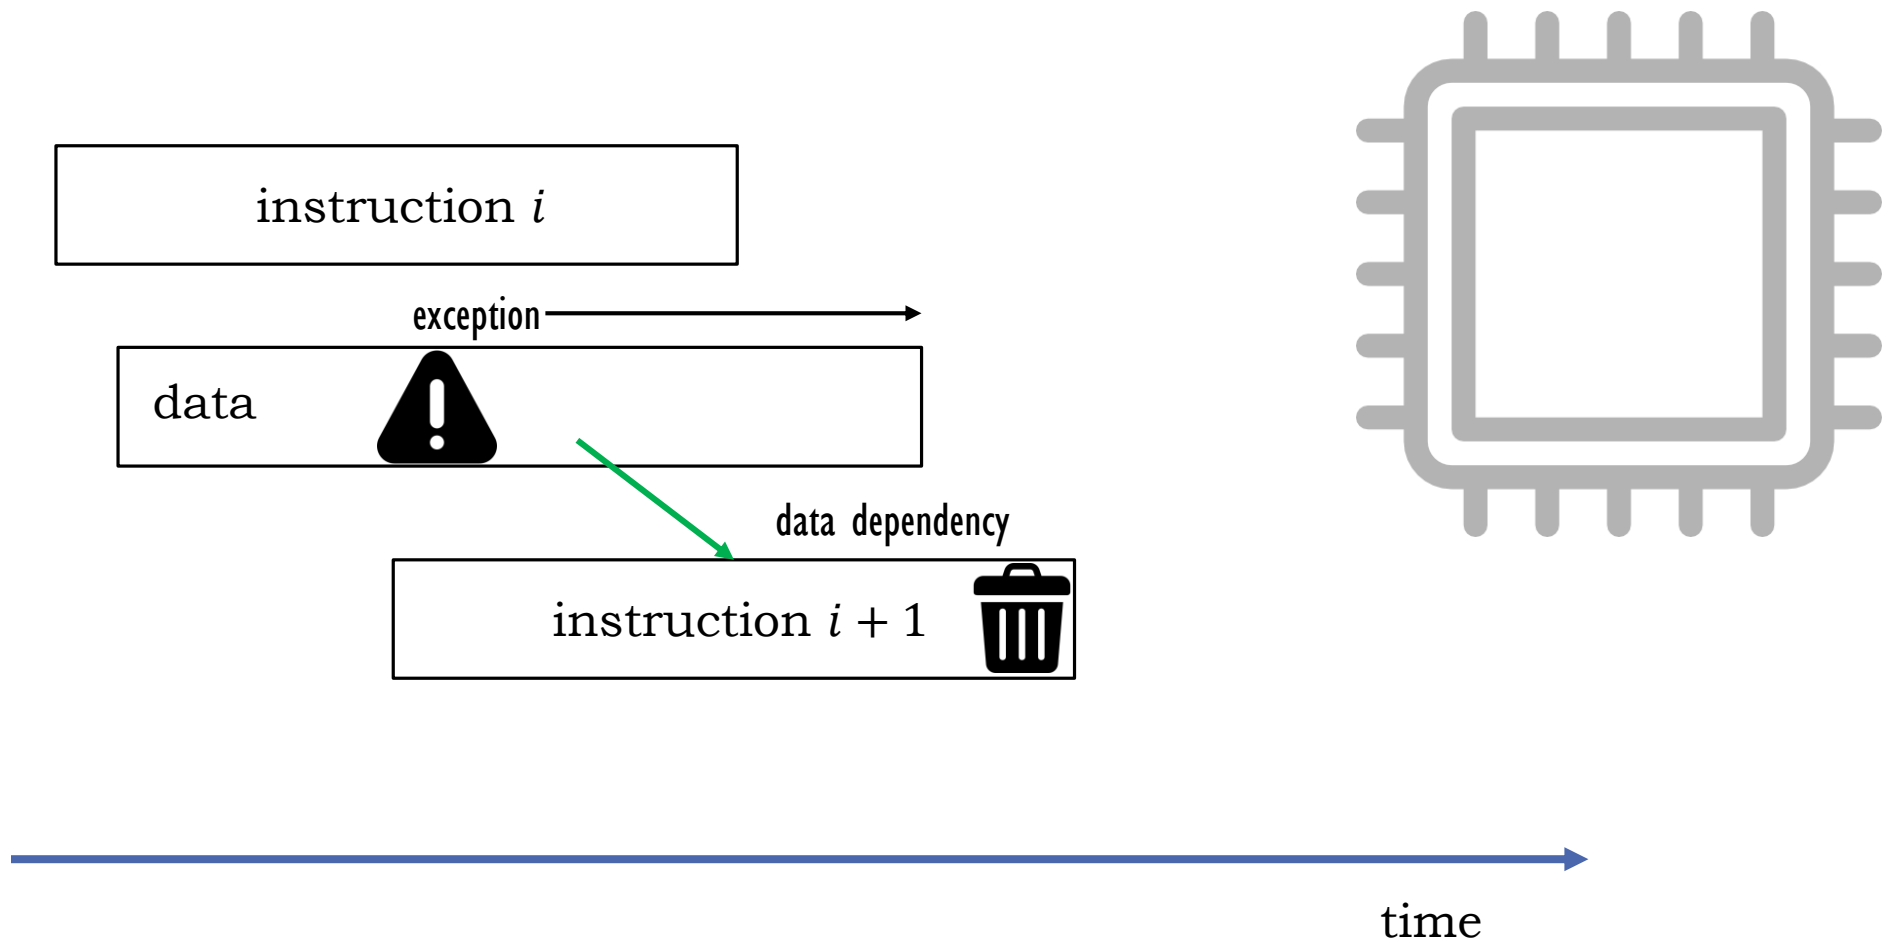 instruction i
exception
data
data dependency
instruction i + 1
time